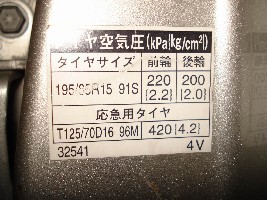 ヤ空気圧(kPa{kg/cm²})
タイヤサイズ 前輪 後輪
195/65R15 91S 220 200
{2.2} {2.0}
応急用タイヤ
T125/70D16 96M 420{4.2}
32541 4V